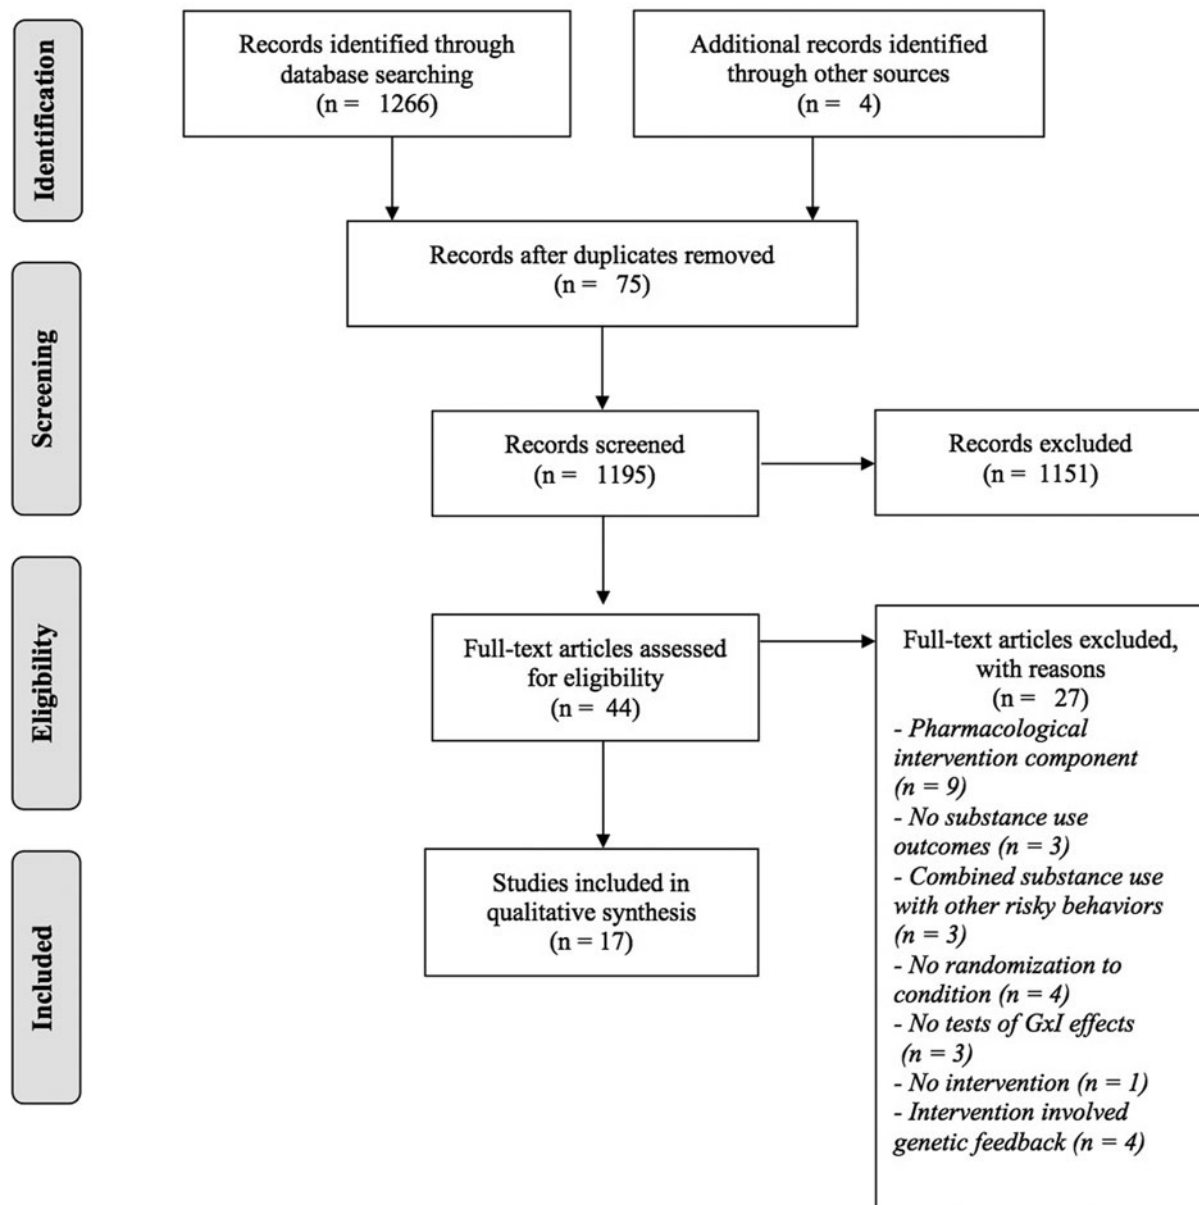 Identification
Records identified through
database searching
(n = 1266)
Additional records identified
through other sources
(n = 4)
Records after duplicates removed
(n = 75)
Screening
Records screened
(n = 1195)
Records excluded
(n = 1151)
Eligibility
Full-text articles assessed
for eligibility
(n = 44)
Full-text articles excluded,
with reasons
(n = 27)
- Pharmacological
intervention component
(n = 9)
- No substance use
outcomes (n = 3)
- Combined substance use
with other risky behaviors
(n = 3)
- No randomization to
condition (n = 4)
- No tests of GxI effects
(n = 3)
- No intervention (n = 1)
- Intervention involved
genetic feedback (n = 4)
Included
Studies included in
qualitative synthesis
(n = 17)